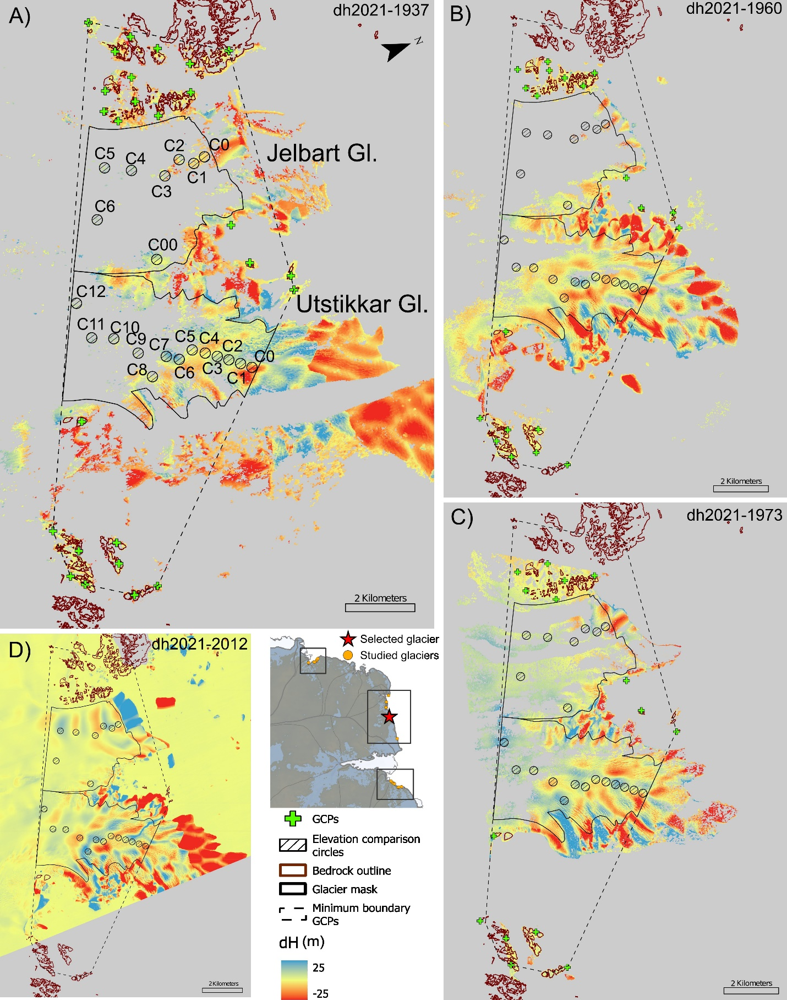 A)
dh2021-1937
N
Jelbart Gl.
C5
C4
C2
C0
C1
C3
C6
C00
Utstikkar Gl.
C12
C11
C10
C9
C7
C5
C4
C2
C0
C8
C6
C3
C1
2 Kilometers
B)
dh2021-1960
2 Kilometers
C)
dh2021-1973
2 Kilometers
D)
dh2021-2012
2 Kilometers
Selected glacier
Studied glaciers
GCPs
Elevation comparison
circles
Bedrock outline
Glacier mask
Minimum boundary
GCPs
dH (m)
25
-25